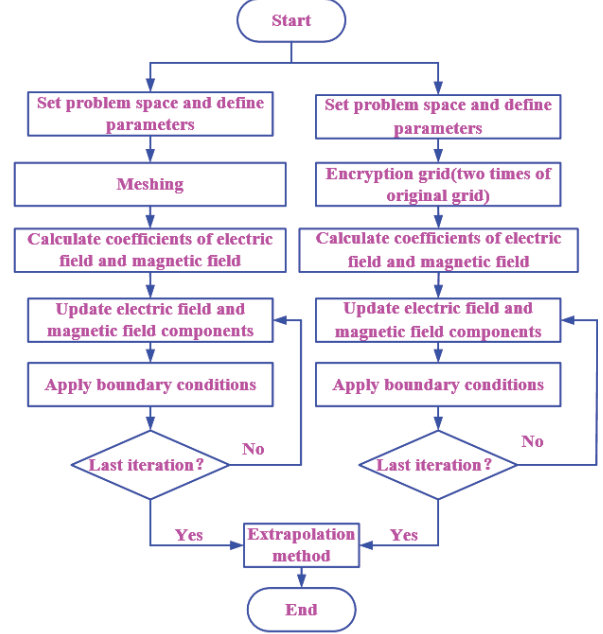 Start
Set problem space and define
parameters
Meshing
Calculate coefficients of electric
field and magnetic field
Update electric field and
magnetic field components
Apply boundary conditions
Last iteration?
No
Yes
Set problem space and define
parameters
Encryption grid(two times of
original grid)
Calculate coefficients of electric
field and magnetic field
Update electric field and
magnetic field components
Apply boundary conditions
Last iteration?
No
Yes
Extrapolation
method
End